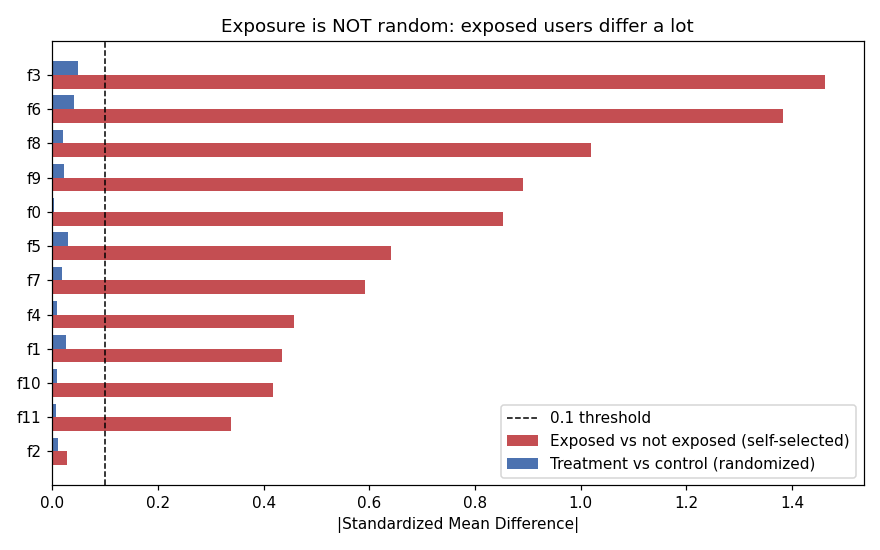 Exposure is NOT random: exposed users differ a lot
f3
f6
f8
f9
f0
f5
f7
f4
f1
f10
f11
f2
0.1 threshold
Exposed vs not exposed (self-selected)
Treatment vs control (randomized)
0.0 0.2 0.4 0.6 0.8 1.0 1.2 1.4
|Standardized Mean Difference|